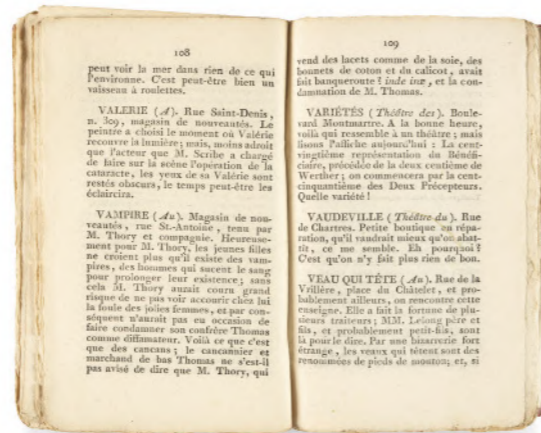 108
peut voir la mer dans rien de ce qui
l'environne. C'est peut-être bien un
vaisseau à roulettes.
VALERIE (A). Rue Saint-Denis,
n. 309, magasin de nouveautés. Le
peintre a choisi le moment où Valérie
recouvre la lumière; mais, moins adroit
que l'acteur que M. Scribe a chargé
de faire sur la scène l'opération de la
cataracte, les yeux de sa Valérie sont
restés obscurs, le temps peut-être les
éclaircira.
VAMPIRE (Au). Magasin de nou-
veautés, rue St-Antoine, tenu par
M. Thory et compagnie. Heureuse-
ment pour M. Thory, les jeunes filles
ne croient plus qu'il existe des vam-
pires, des hommes qui sucent le sang
pour prolonger leur existence; sans
cela M. Thory aurait couru grand
risque de ne pas voir accourir chez lui
la foule des jolies femmes, et par con-
séquent n'aurait pas eu occasion de
faire condamner son confrère Thomas
comme diffamateur. Voilà ce que c'est
que des cancans; le cancannier et
marchand de bas Thomas ne s'est-il
pas avisé de dire que M. Thory, qui
109
vend des lacets comme de la soie, des
bonnets de coton et du calicot, avait
fait banqueroute! inde iræ, et la con-
damnation de M. Thomas.
VARIÉTÉS (Théâtre des). Boule-
vard Montmartre. A la bonne heure,
voilà qui ressemble à un théâtre; mais
lisons l'affiche aujourd'hui: La cent-
vingtième représentation du Bénéfi-
ciaire, précédée de la deux centième de
Werther; on commencera par la cent-
cinquantième des Deux Précepteurs.
Quelle variété!
VAUDEVILLE (Théâtre du). Rue
de Chartres. Petite boutique en répa-
ration, qu'il vaudrait mieux qu'on abat-
tît, ce me semble. Eh pourquoi?
C'est qu'on n'y fait plus rien de bon.
VEAU QUI TÊTE (Au). Rue de la
Vrillère, place du Châtelet, et pro-
bablement ailleurs, on rencontre cette
enseigne. Elle a fait la fortune de plu-
sieurs traiteurs; MM. Lelong père et
fils, et probablement petit-fils, sont
là pour le dire. Par une bizarrerie fort
étrange, les veaux qui têtent sont des
renommées de pieds de mouton; et, si